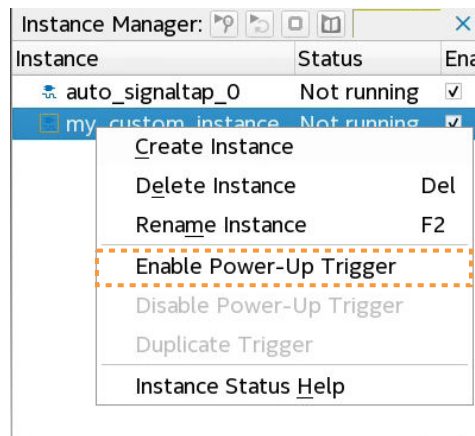 Instance Manager:
Instance Status Ena
auto_signaltap_0 Not running
my_custom_instance Not running
Create Instance
Delete Instance Del
Rename Instance F2
Enable Power-Up Trigger
Disable Power-Up Trigger
Duplicate Trigger
Instance Status Help